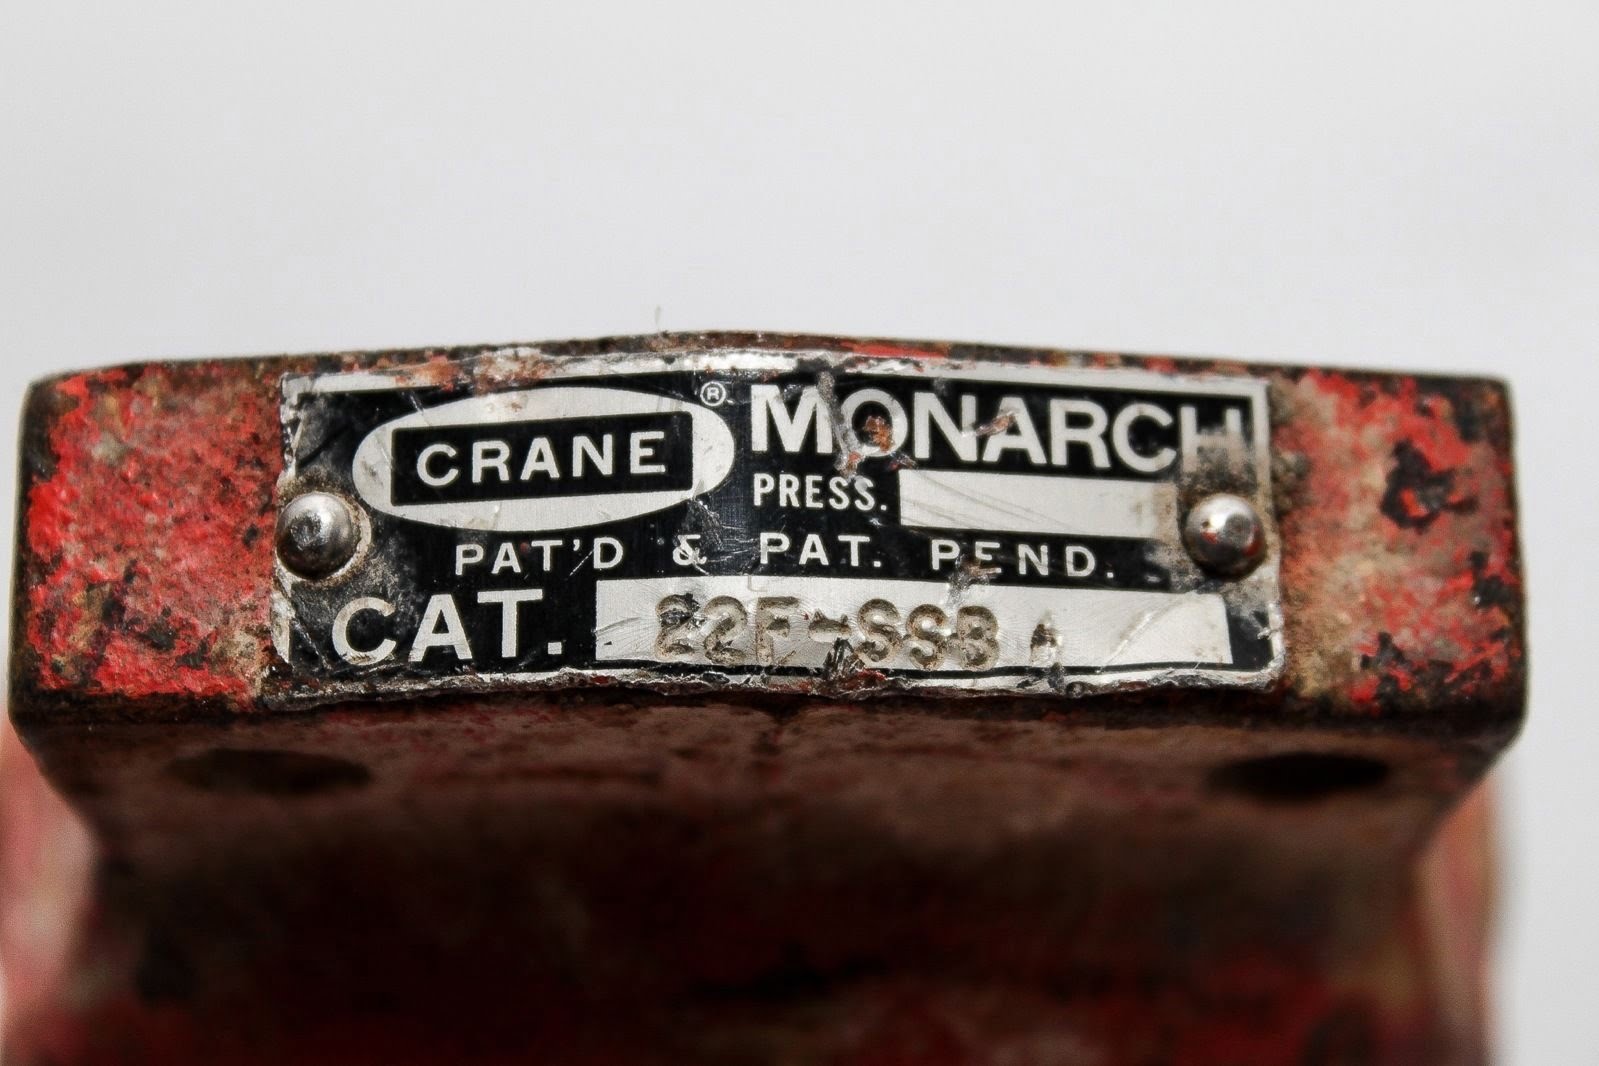 CRANE® MONARCH
PRESS.
PAT'D & PAT. PEND.
CAT. 22F-SSB